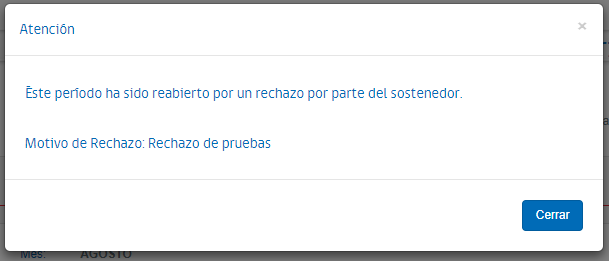 Atención
×
Éste período ha sido reabierto por un rechazo por parte del sostenedor.
Motivo de Rechazo: Rechazo de pruebas
Cerrar
Mes: AGOSTO